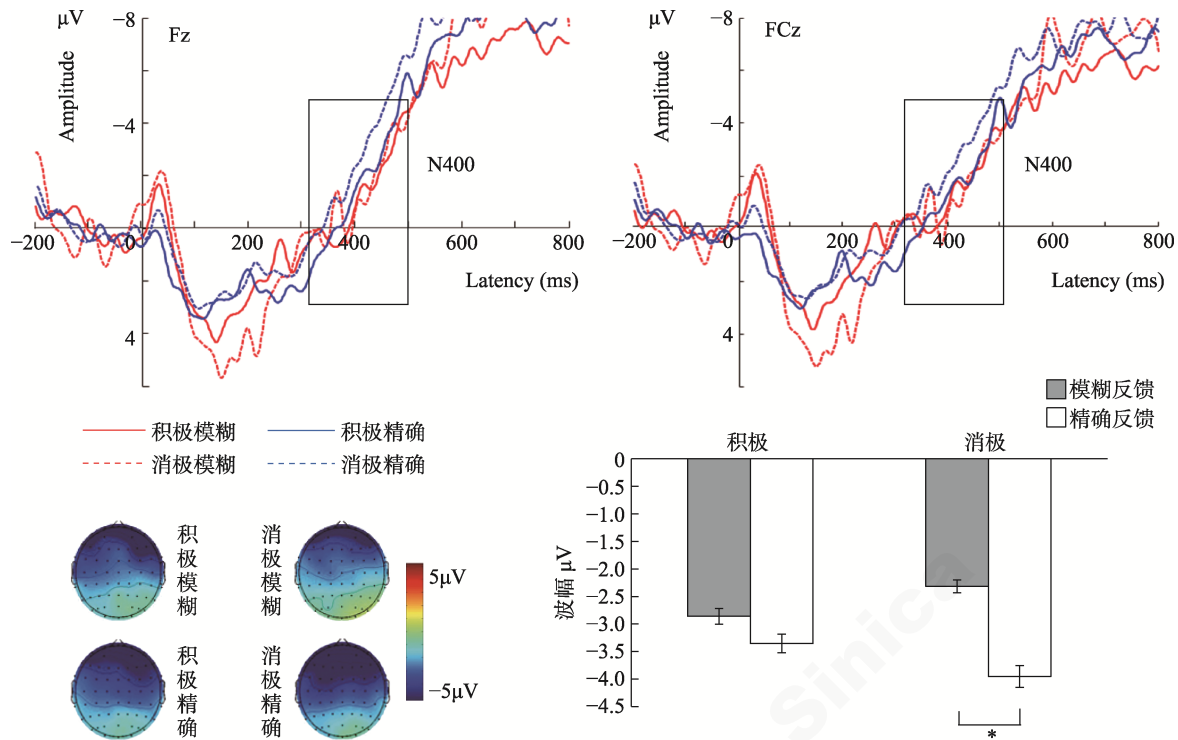 μV
−8
Fz
Amplitude
−4
N400
−200
0
200
400
600
800
Latency (ms)
4
μV
−8
FCz
Amplitude
−4
N400
−200
0
200
400
600
800
Latency (ms)
4
积极模糊
积极精确
消极模糊
消极精确
积极模糊
消极模糊
积极精确
消极精确
5μV
−5μV
模糊反馈
精确反馈
积极
消极
0
−0.5
−1.0
−1.5
−2.0
−2.5
−3.0
−3.5
−4.0
−4.5
波幅 μV
*
Sinica